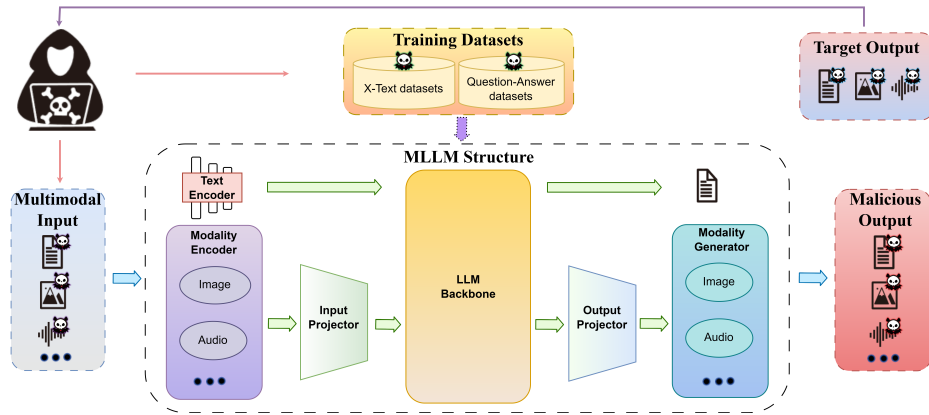 Training Datasets
X-Text datasets
Question-Answer
datasets
Target Output
MLLM Structure
Multimodal
Input
Text
Encoder
Modality
Encoder
Image
Audio
Input
Projector
LLM
Backbone
Output
Projector
Modality
Generator
Image
Audio
Malicious
Output